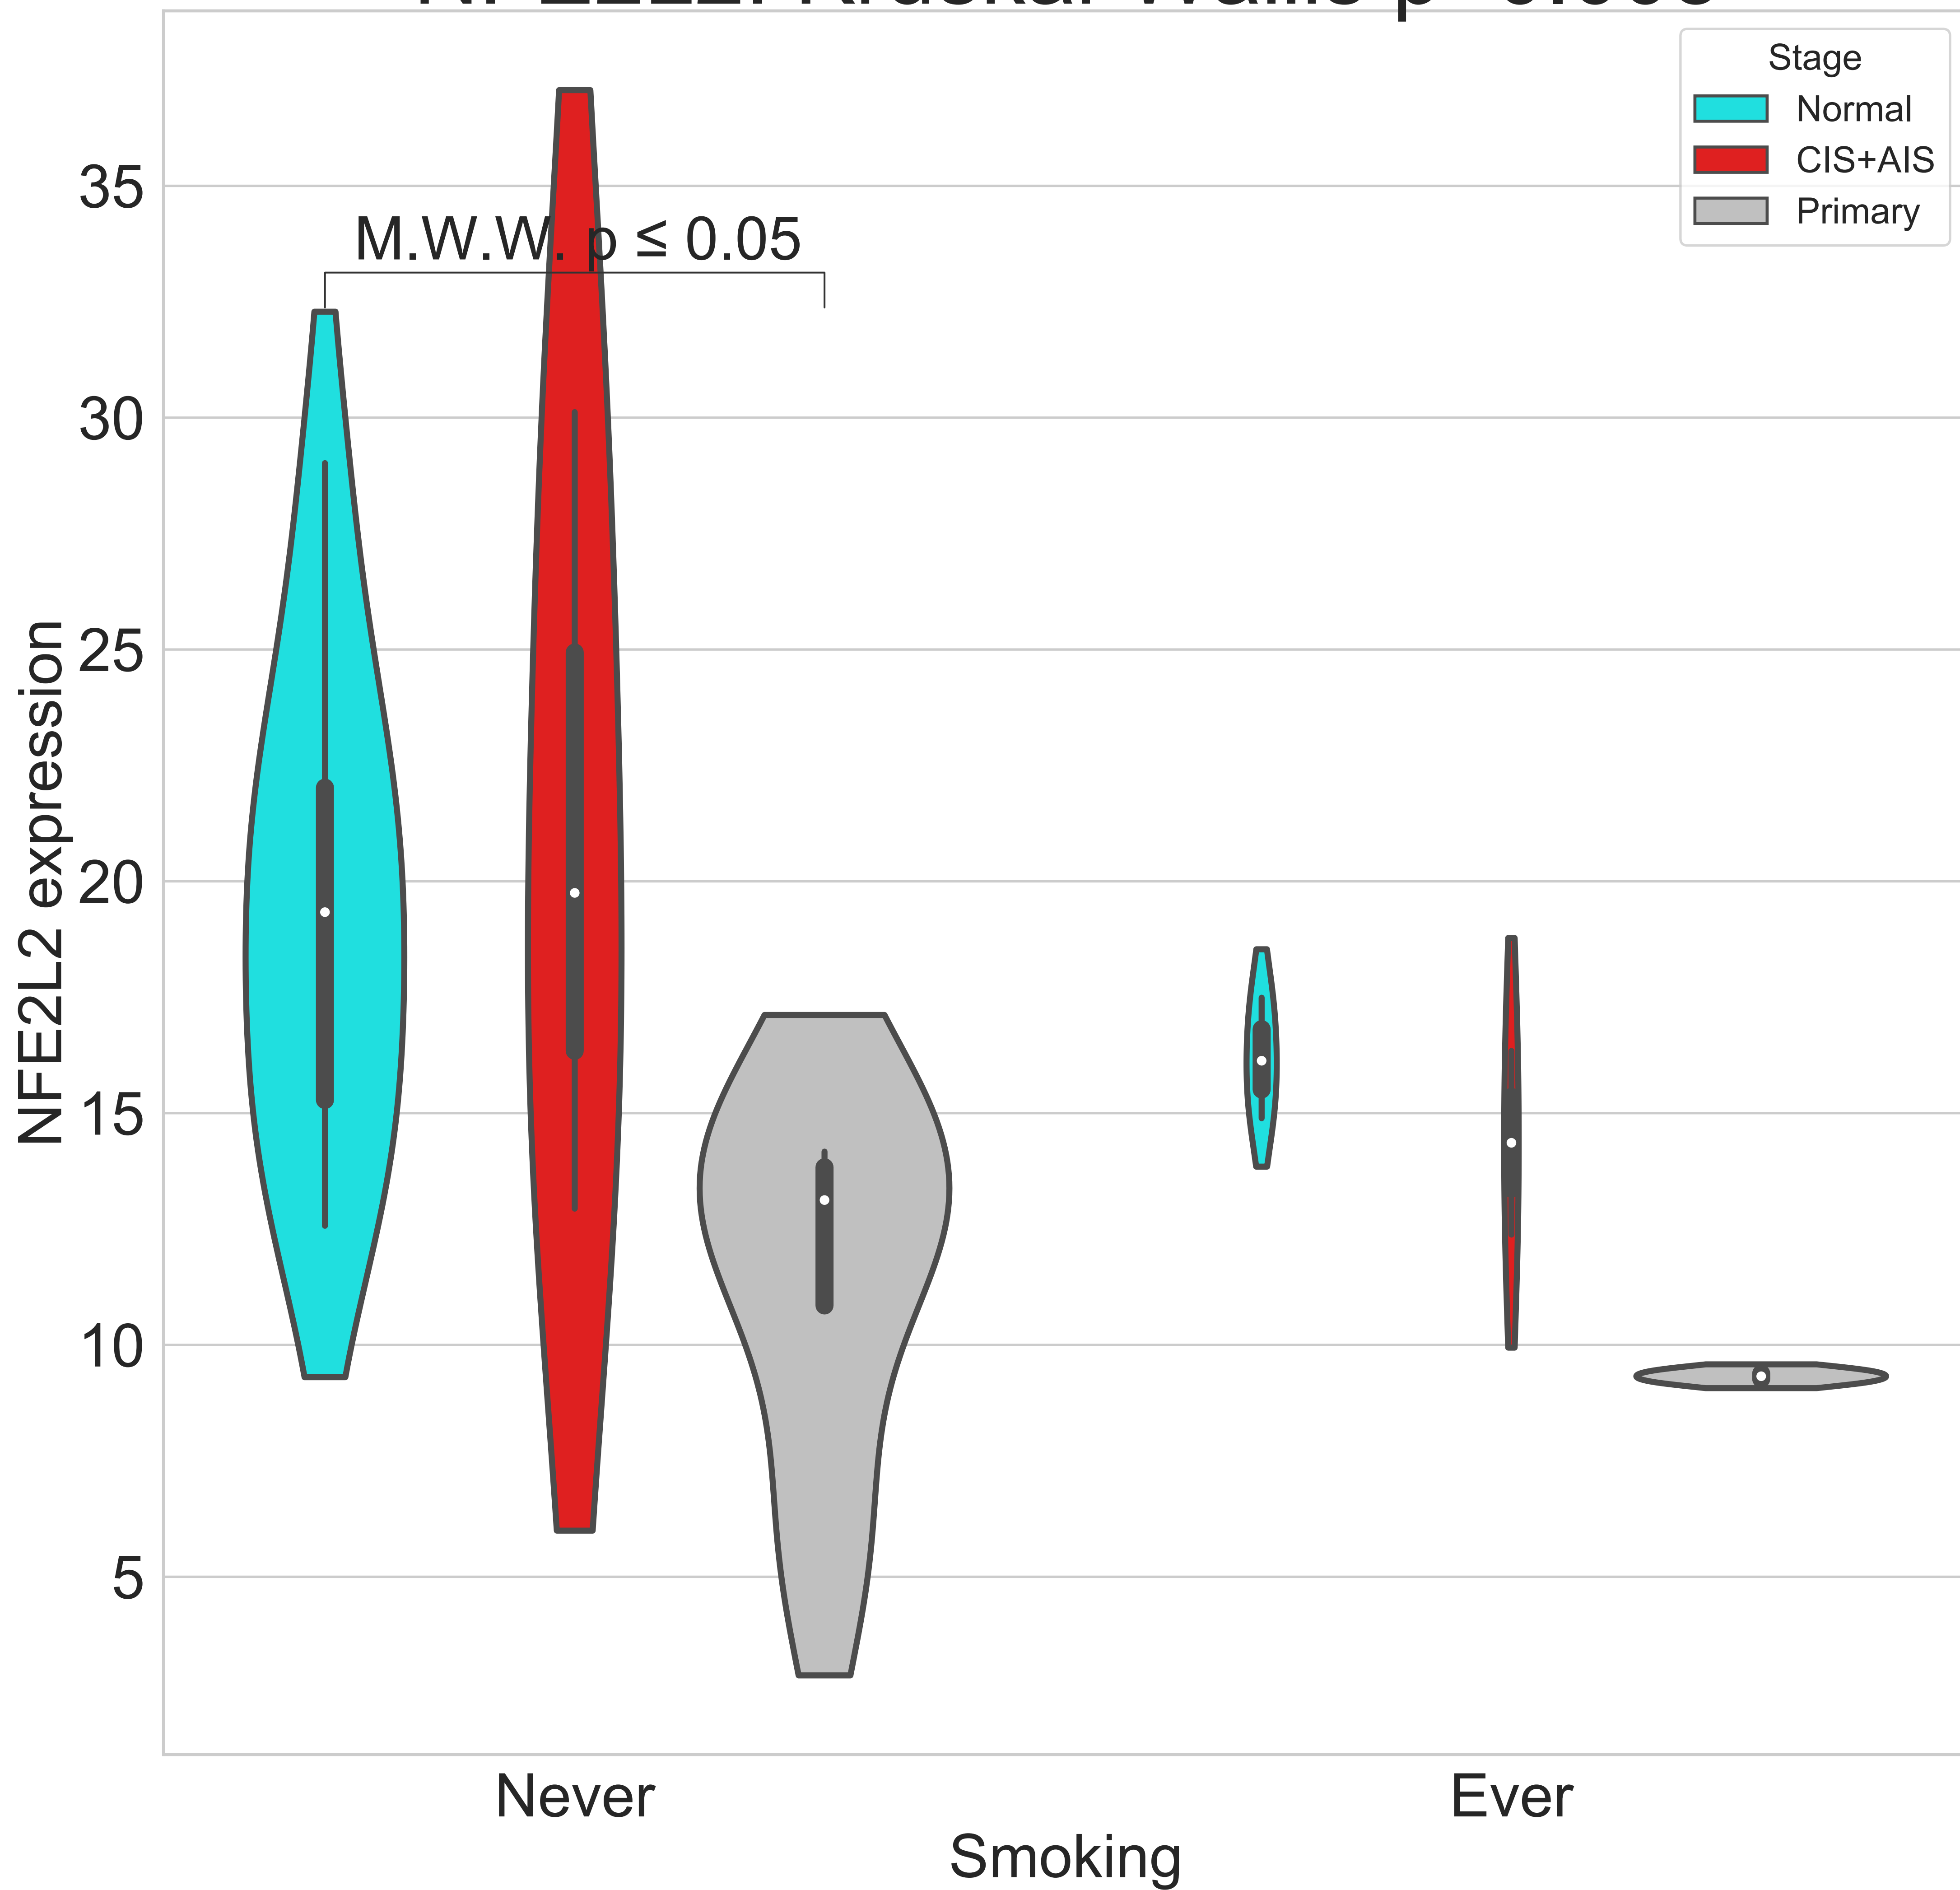 Stage
Normal
CIS+AIS
Primary
M.W.W. p ≤ 0.05
35
30
25
20
15
10
5
NFE2L2 expression
Never
Ever
Smoking